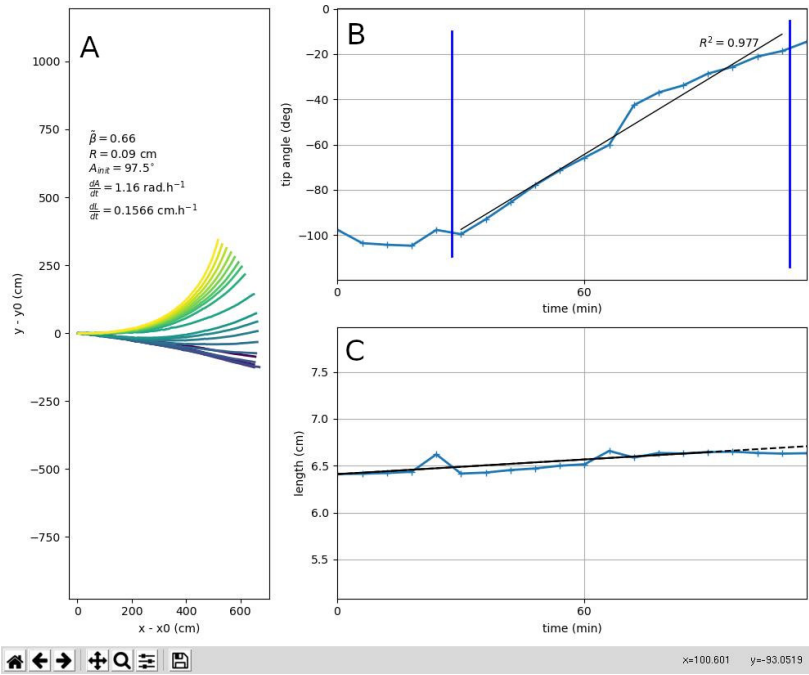 A
β̃ = 0.66
R = 0.09 cm
A_init = 97.5°
dA/dt = 1.16 rad.h⁻¹
dL/dt = 0.1566 cm.h⁻¹
1000
750
500
250
0
−250
−500
−750
0 200 400 600
x - x0 (cm)
y - y0 (cm)
B
R² = 0.977
0
−20
−40
−60
−80
−100
0 60
time (min)
tip angle (deg)
C
7.5
7.0
6.5
6.0
5.5
0 60
time (min)
length (cm)
x=100.601 y=-93.0519